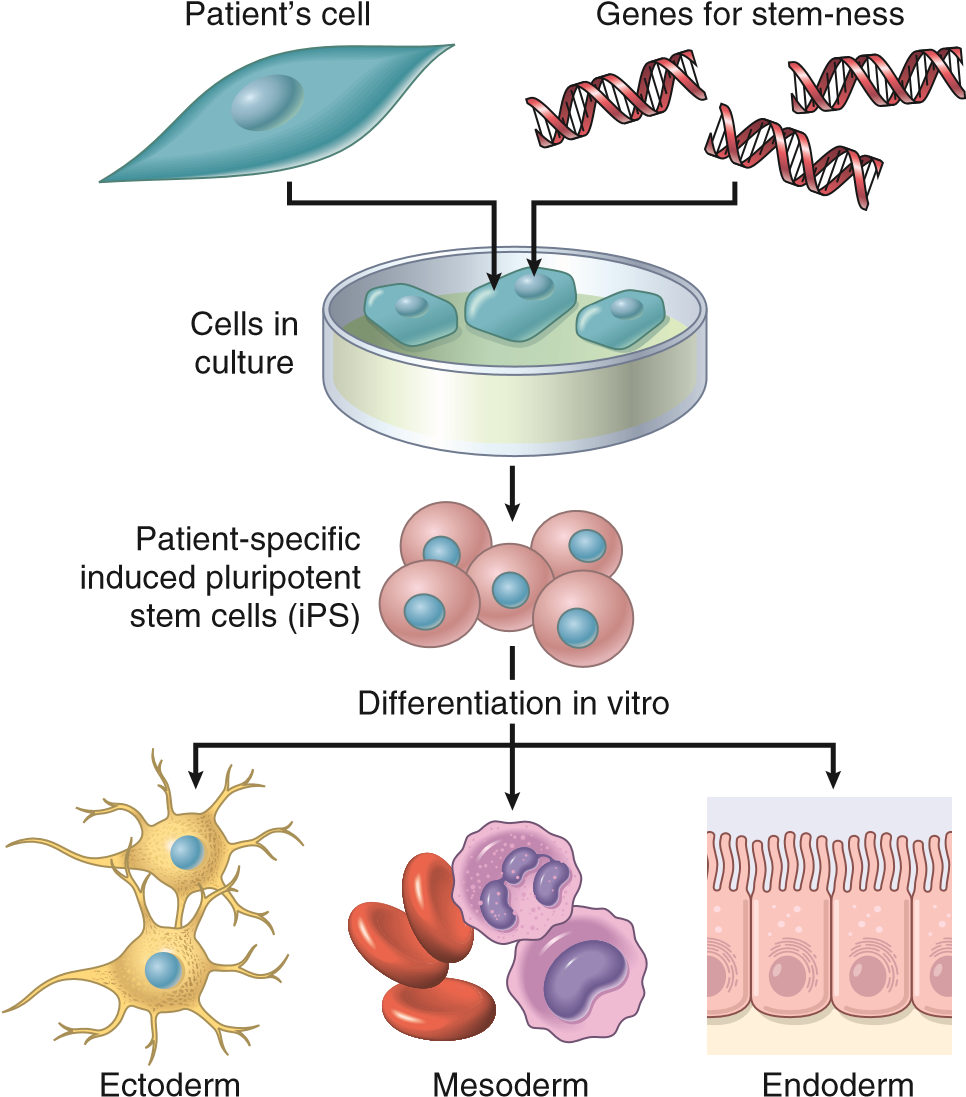 Patient’s cell
Genes for stem-ness
Cells in
culture
Patient-specific
induced pluripotent
stem cells (iPS)
Differentiation in vitro
Ectoderm
Mesoderm
Endoderm